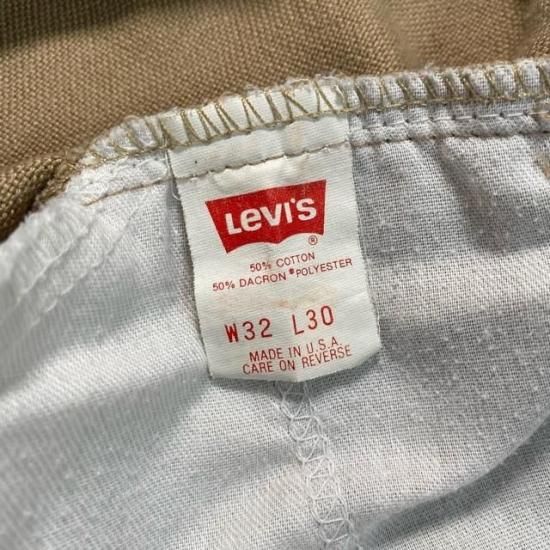 Levi's
®
50% COTTON
50% DACRON ® POLYESTER
W32 L30
MADE IN U.S.A.
CARE ON REVERSE